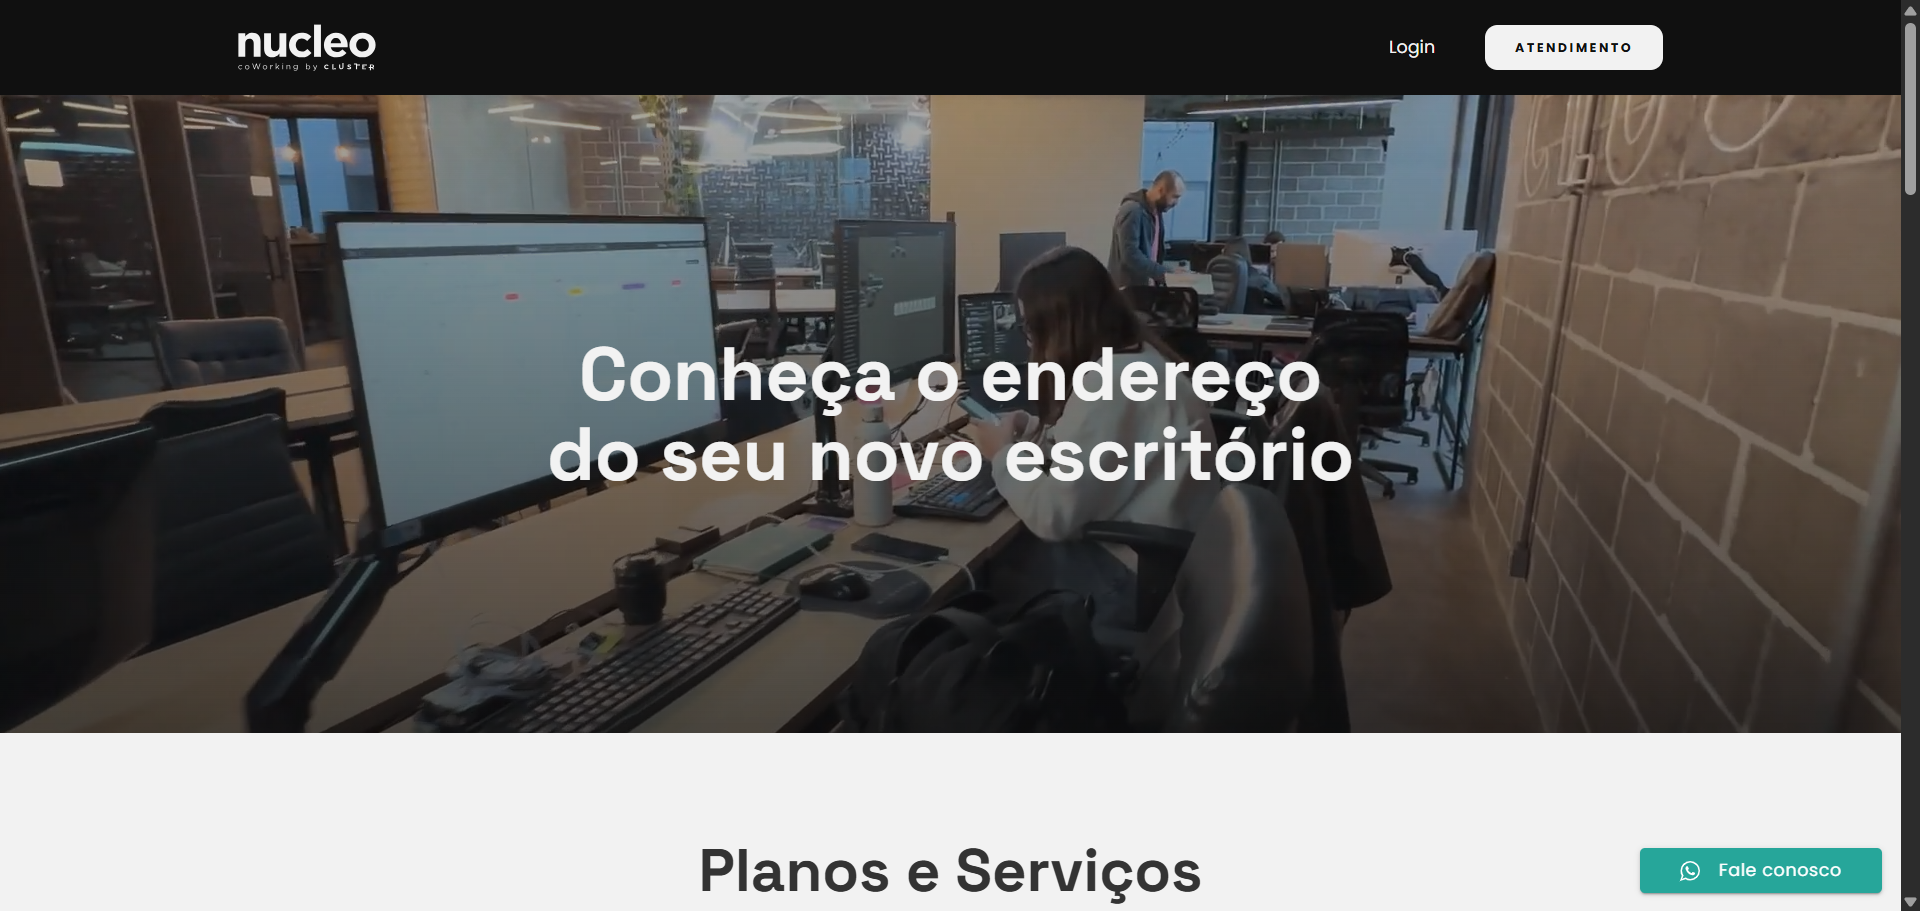 nucleo
coWorking by CLUSTER
Login
ATENDIMENTO
Conheça o endereço
do seu novo escritório
Planos e Serviços
Fale conosco